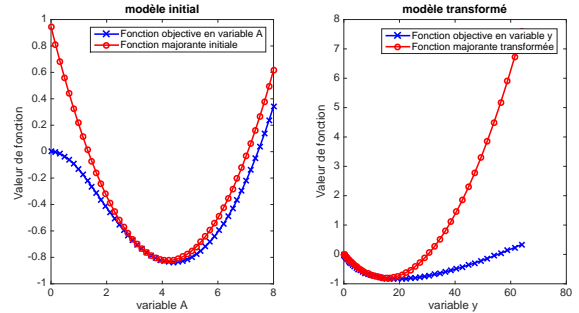 modèle initial
Fonction objective en variable A
Fonction majorante initiale
Valeur de fonction
1
0.8
0.6
0.4
0.2
0
-0.2
-0.4
-0.6
-0.8
-1
0 2 4 6 8
variable A
modèle transformé
Fonction objective en variable y
Fonction majorante transformée
Valeur de fonction
8
7
6
5
4
3
2
1
0
-1
0 20 40 60 80
variable y